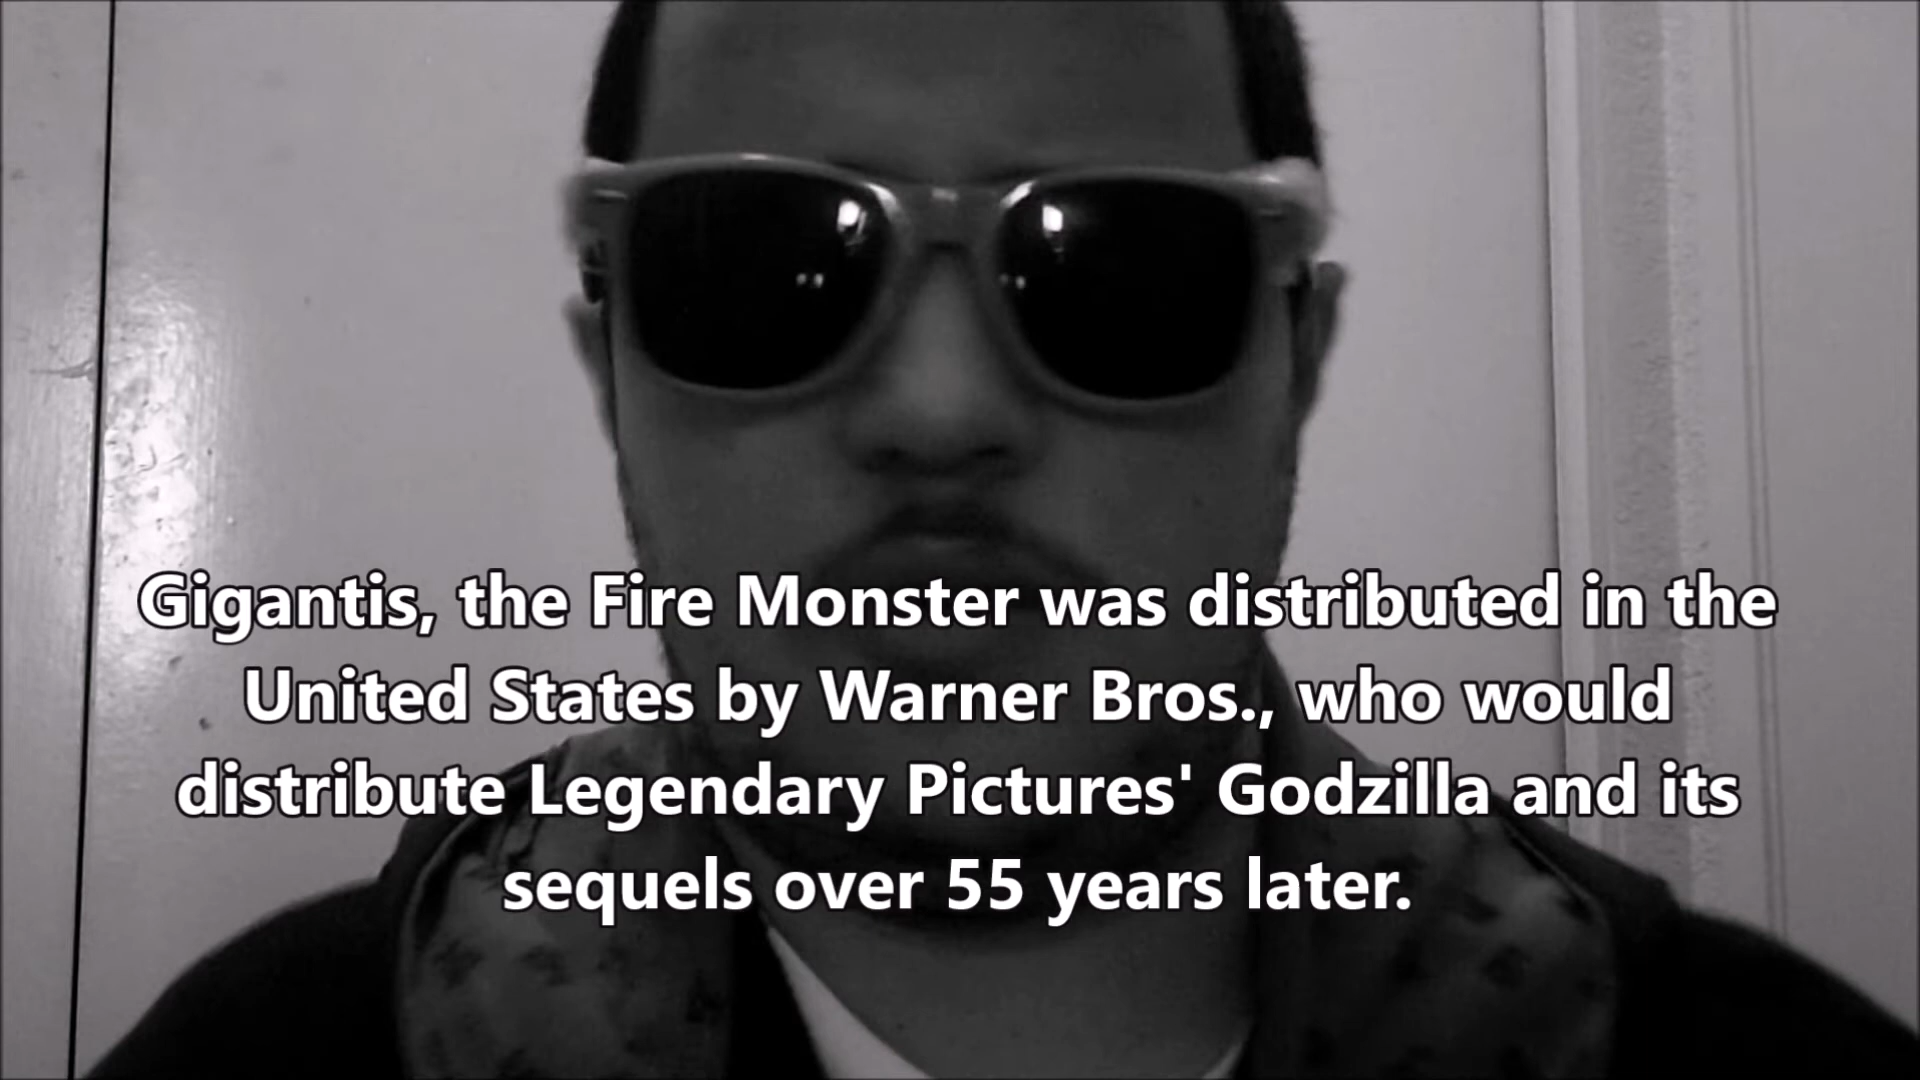 Gigantis, the Fire Monster was distributed in the
United States by Warner Bros., who would
distribute Legendary Pictures' Godzilla and its
sequels over 55 years later.